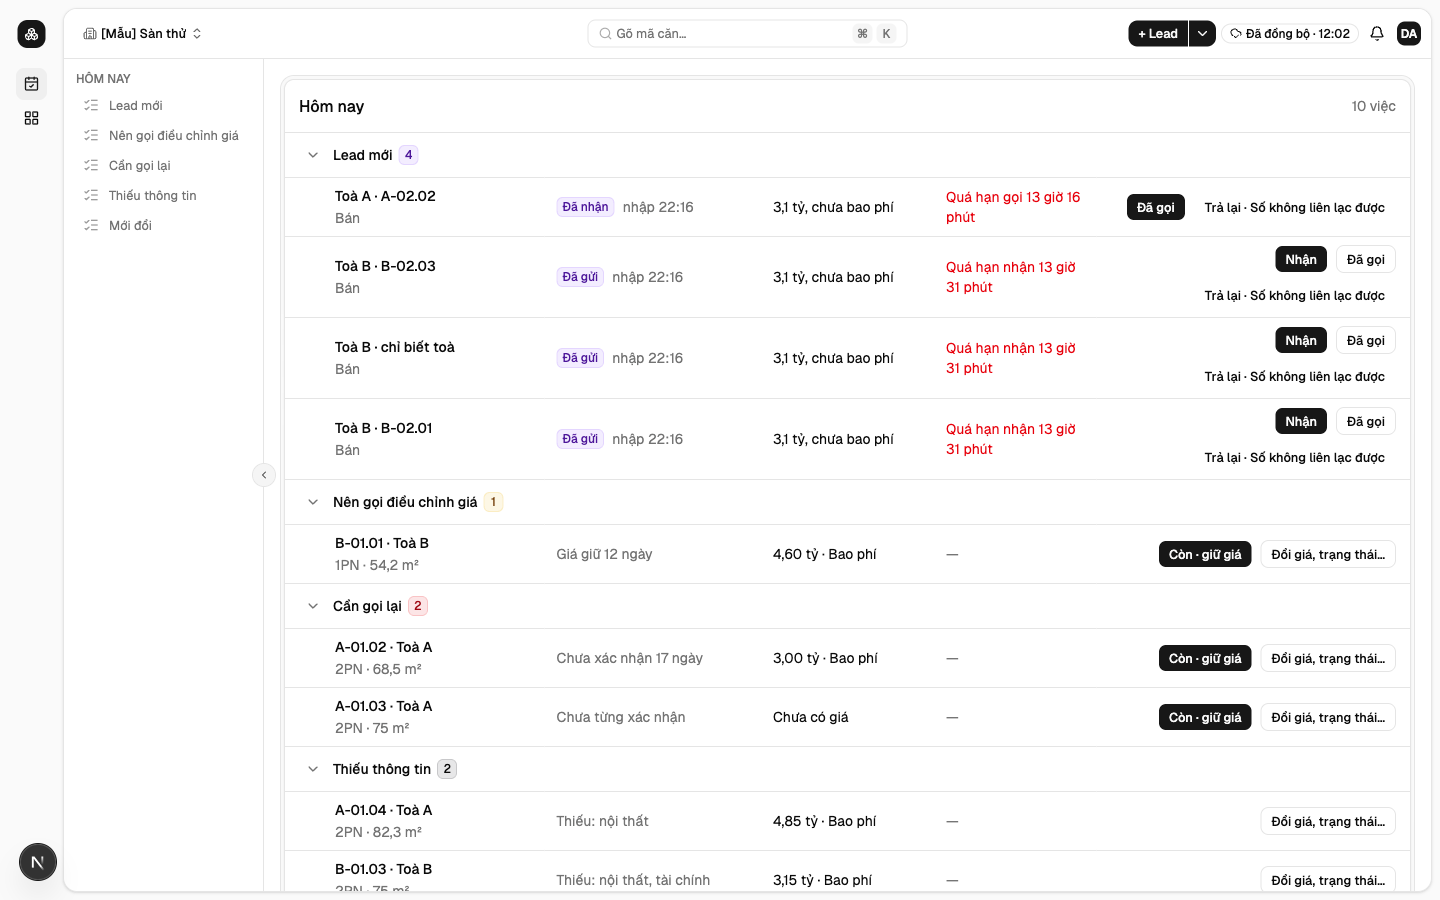 [Mẫu] Sàn thử
Gõ mã căn...
⌘ K
+ Lead
Đã đồng bộ · 12:02
DA
HÔM NAY
Lead mới
Nên gọi điều chỉnh giá
Cần gọi lại
Thiếu thông tin
Mới đổi
N
Hôm nay
10 việc
Lead mới 4
Toà A · A-02.02
Bán
Đã nhận nhập 22:16
3,1 tỷ, chưa bao phí
Quá hạn gọi 13 giờ 16
phút
Đã gọi
Trả lại · Số không liên lạc được
Toà B · B-02.03
Bán
Đã gửi nhập 22:16
3,1 tỷ, chưa bao phí
Quá hạn nhận 13 giờ
31 phút
Nhận
Đã gọi
Trả lại · Số không liên lạc được
Toà B · chỉ biết toà
Bán
Đã gửi nhập 22:16
3,1 tỷ, chưa bao phí
Quá hạn nhận 13 giờ
31 phút
Nhận
Đã gọi
Trả lại · Số không liên lạc được
Toà B · B-02.01
Bán
Đã gửi nhập 22:16
3,1 tỷ, chưa bao phí
Quá hạn nhận 13 giờ
31 phút
Nhận
Đã gọi
Trả lại · Số không liên lạc được
Nên gọi điều chỉnh giá 1
B-01.01 · Toà B
1PN · 54,2 m²
Giá giữ 12 ngày
4,60 tỷ · Bao phí
—
Còn · giữ giá
Đổi giá, trạng thái...
Cần gọi lại 2
A-01.02 · Toà A
2PN · 68,5 m²
Chưa xác nhận 17 ngày
3,00 tỷ · Bao phí
—
Còn · giữ giá
Đổi giá, trạng thái...
A-01.03 · Toà A
2PN · 75 m²
Chưa từng xác nhận
Chưa có giá
—
Còn · giữ giá
Đổi giá, trạng thái...
Thiếu thông tin 2
A-01.04 · Toà A
2PN · 82,3 m²
Thiếu: nội thất
4,85 tỷ · Bao phí
—
Đổi giá, trạng thái...
B-01.03 · Toà B
2PN · 75 m²
Thiếu: nội thất, tài chính
3,15 tỷ · Bao phí
—
Đổi giá, trạng thái...